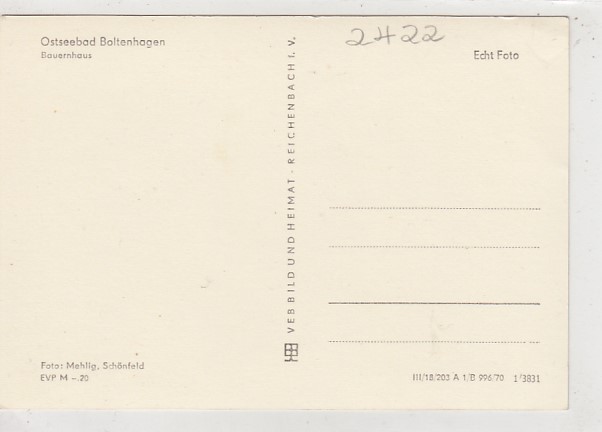 Ostseebad Boltenhagen
Bauernhaus
2422
Echt Foto
VEB BILD UND HEIMAT · REICHENBACH I. V.
Foto: Mehlig, Schönfeld
EVP M -.20
III/18/203 A 1/B 996/70 1/3831